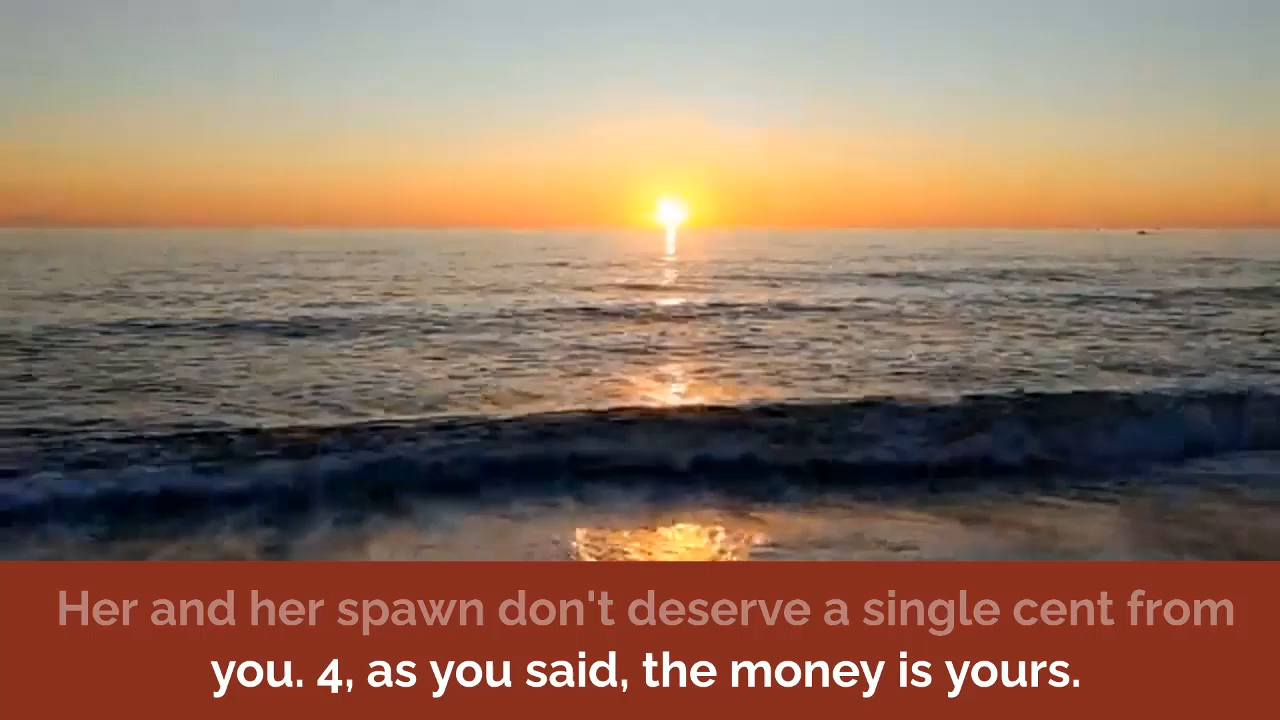 Her and her spawn don't deserve a single cent from
you. 4, as you said, the money is yours.